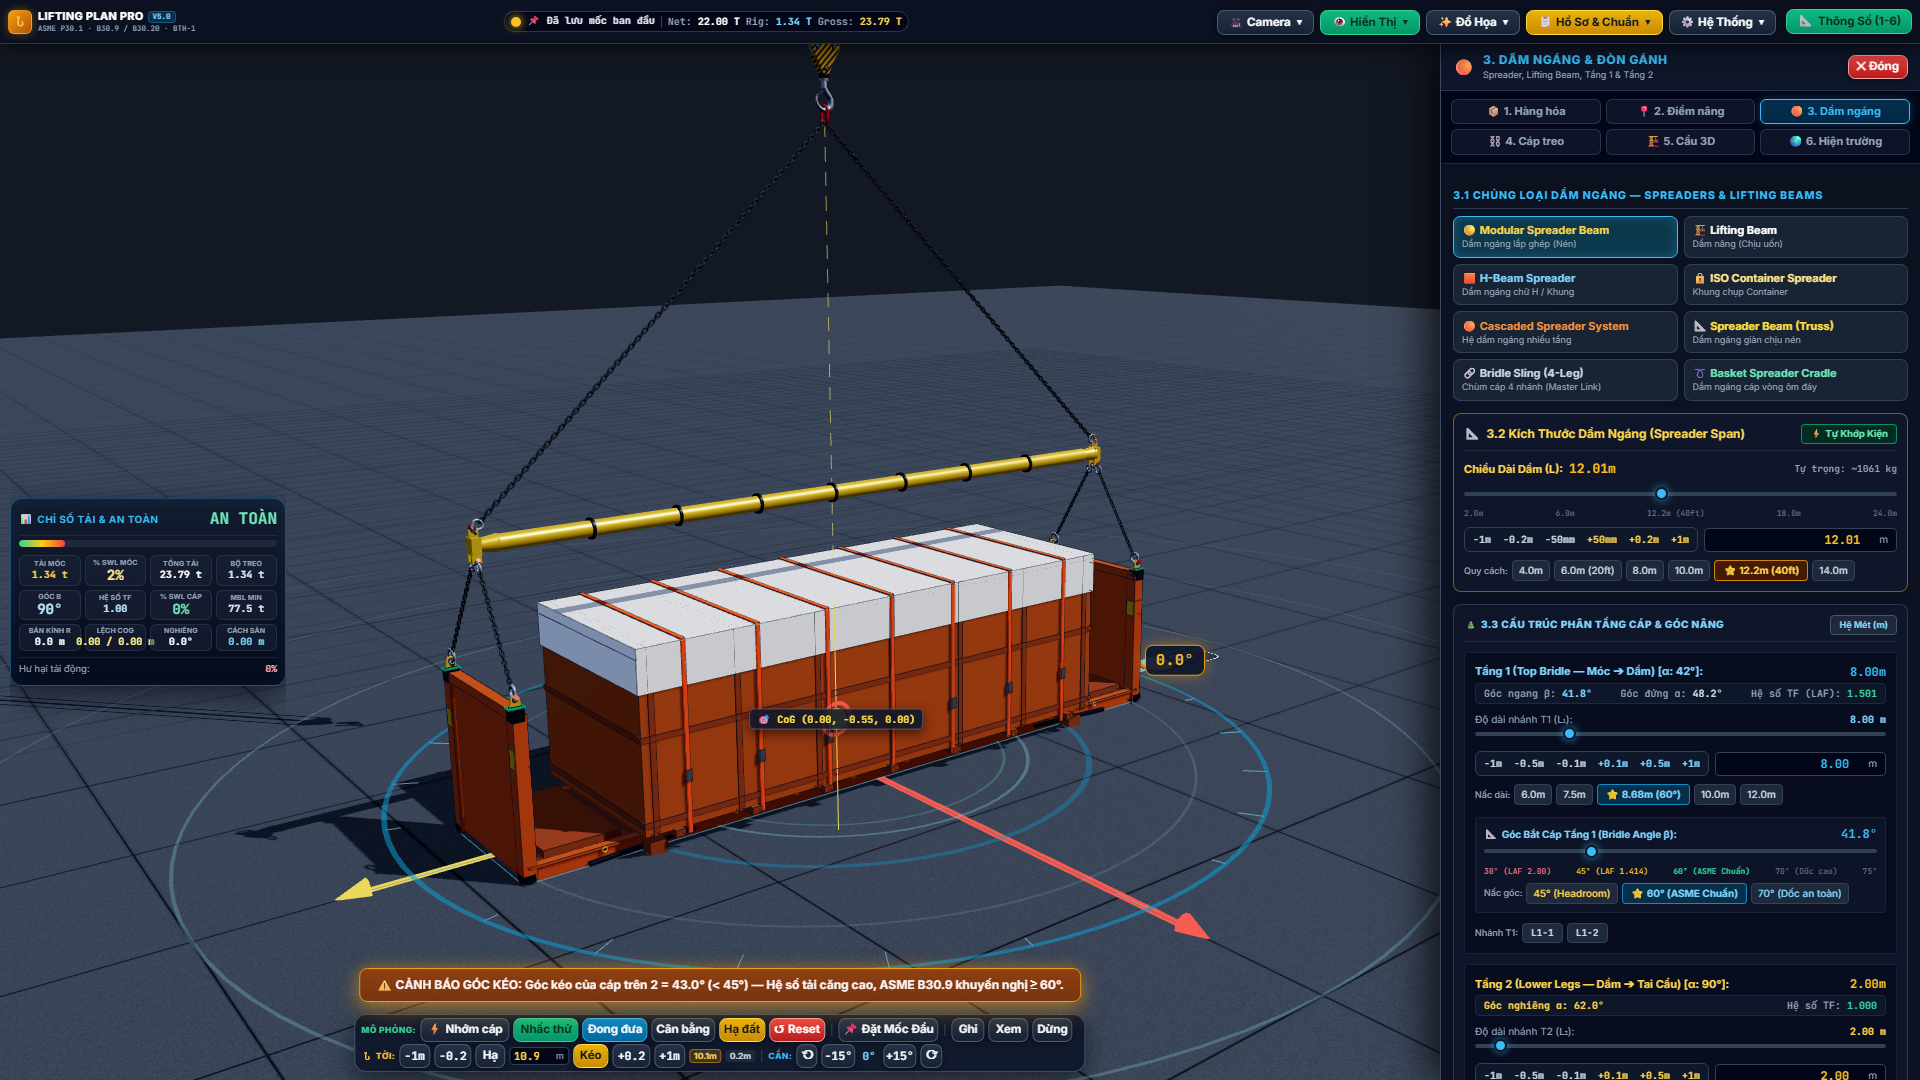 LIFTING PLAN PRO V5.0
ASME P30.1 · B30.9 / B30.20 · BTH-1
📌 Đã lưu mốc ban đầu | Net: 22.00 T Rig: 1.34 T Gross: 23.79 T
Camera ▾
Hiển Thị ▾
✨ Đồ Họa ▾
Hồ Sơ & Chuẩn ▾
⚙ Hệ Thống ▾
📐 Thông Số (1-6)
3. DẦM NGÁNG & ĐÒN GÁNH
Spreader, Lifting Beam, Tầng 1 & Tầng 2
✕ Đóng
1. Hàng hóa
2. Điểm nâng
3. Dầm ngáng
4. Cáp treo
5. Cẩu 3D
6. Hiện trường
3.1 CHỦNG LOẠI DẦM NGÁNG — SPREADERS & LIFTING BEAMS
Modular Spreader Beam
Dầm ngáng lắp ghép (Nén)
Lifting Beam
Dầm nâng (Chịu uốn)
H-Beam Spreader
Dầm ngáng chữ H / Khung
ISO Container Spreader
Khung chụp Container
Cascaded Spreader System
Hệ dầm ngáng nhiều tầng
Spreader Beam (Truss)
Dầm ngáng giàn chịu nén
Bridle Sling (4-Leg)
Chùm cáp 4 nhánh (Master Link)
Basket Spreader Cradle
Dầm ngáng cáp vòng ôm đáy
3.2 Kích Thước Dầm Ngáng (Spreader Span)
⚡ Tự Khớp Kiện
Chiều Dài Dầm (L): 12.01m
Tự trọng: ~1061 kg
2.0m 6.0m 12.2m (40ft) 18.0m 24.0m
-1m -0.2m -50mm +50mm +0.2m +1m
12.01 m
Quy cách: 4.0m 6.0m (20ft) 8.0m 10.0m ⭐ 12.2m (40ft) 14.0m
3.3 CẤU TRÚC PHÂN TẦNG CÁP & GÓC NÂNG
Hệ Mét (m)
Tầng 1 (Top Bridle — Móc ➔ Dầm) [α: 42°]: 8.00m
Góc ngang β: 41.8° Góc đứng α: 48.2° Hệ số TF (LAF): 1.501
Độ dài nhánh T1 (L₁): 8.00 m
-1m -0.5m -0.1m +0.1m +0.5m +1m
8.00 m
Nấc dài: 6.0m 7.5m ⭐ 8.68m (60°) 10.0m 12.0m
📐 Góc Bắt Cáp Tầng 1 (Bridle Angle β): 41.8°
30° (LAF 2.00) 45° (LAF 1.414) 60° (ASME Chuẩn) 70° (Dốc cao) 75°
Nấc góc: 45° (Headroom) ⭐ 60° (ASME Chuẩn) 70° (Dốc an toàn)
Nhánh T1: L1-1 L1-2
Tầng 2 (Lower Legs — Dầm ➔ Tai Cẩu) [α: 90°]: 2.00m
Góc nghiêng α: 62.0° Hệ số TF: 1.000
Độ dài nhánh T2 (L₂): 2.00 m
-1m -0.5m -0.1m +0.1m +0.5m +1m
2.00 m
CHỈ SỐ TẢI & AN TOÀN
AN TOÀN
TẢI MÓC 1.34 t
% SWL MÓC 2%
TỔNG TẢI 23.79 t
BỘ TREO 1.34 t
GÓC B 90°
HỆ SỐ TF 1.00
% SWL CÁP 0%
MBL MIN 77.5 t
BÁN KÍNH R 0.0 m
LỆCH COG 0.00 / 0.00 m
NGHIÊNG 0.0°
CÁCH SÀN 0.00 m
Hư hại tải động: 0%
0.0°
🎯 CoG (0.00, -0.55, 0.00)
⚠ CẢNH BÁO GÓC KÉO: Góc kéo của cáp trên 2 = 43.0° (< 45°) — Hệ số tải căng cao, ASME B30.9 khuyến nghị ≥ 60°.
MÔ PHỎNG: ⚡ Nhớm cáp Nhấc thử Đong đưa Cân bằng Hạ đất ↺ Reset 📌 Đặt Mốc Đầu Ghi Xem Dừng
TỜI: -1m -0.2 Hạ 10.9 m Kéo +0.2 +1m 10.1m 0.2m CẦN: ⟲ -15° 0° +15° ⟳